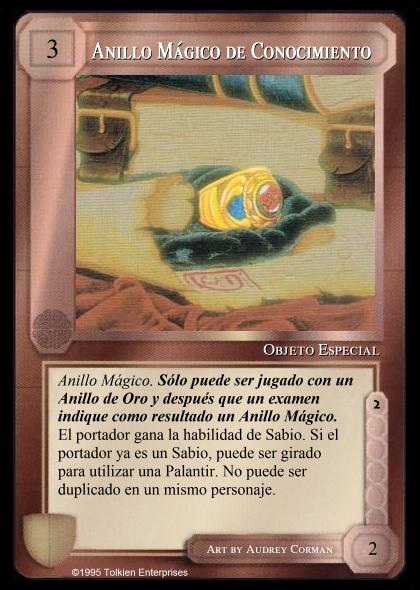 3
Anillo Mágico de Conocimiento
Objeto Especial
Anillo Mágico. Sólo puede ser jugado con un
Anillo de Oro y después que un examen
indique como resultado un Anillo Mágico.
El portador gana la habilidad de Sabio. Si el
portador ya es un Sabio, puede ser girado
para utilizar una Palantir. No puede ser
duplicado en un mismo personaje.
2
Art by Audrey Corman
2
©1995 Tolkien Enterprises